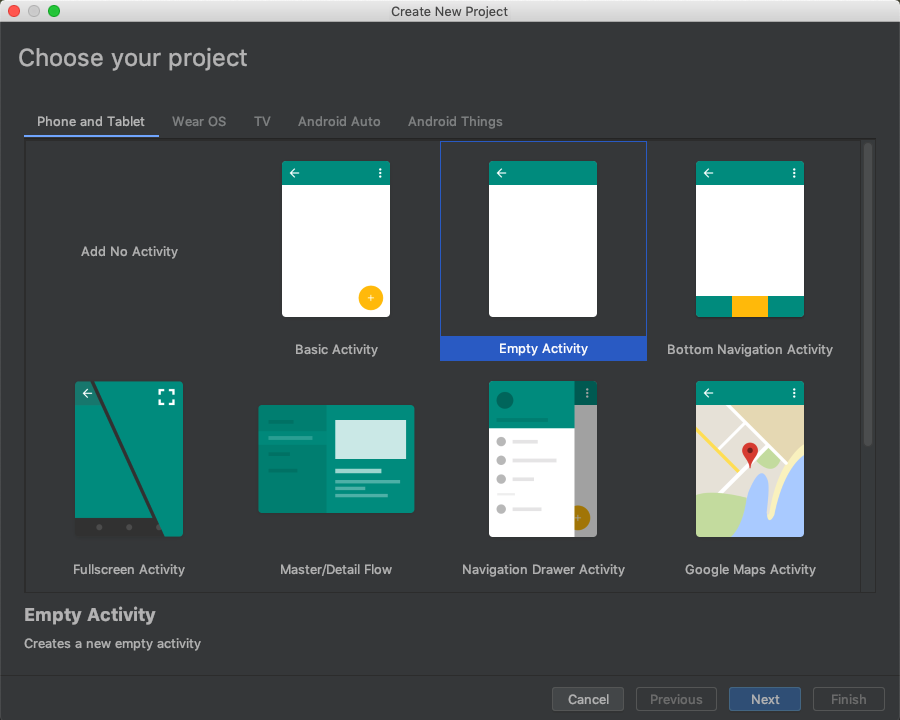 Create New Project
Choose your project
Phone and Tablet Wear OS TV Android Auto Android Things
Add No Activity
Basic Activity
Empty Activity
Bottom Navigation Activity
Fullscreen Activity
Master/Detail Flow
Navigation Drawer Activity
Google Maps Activity
Empty Activity
Creates a new empty activity
Cancel Previous Next Finish